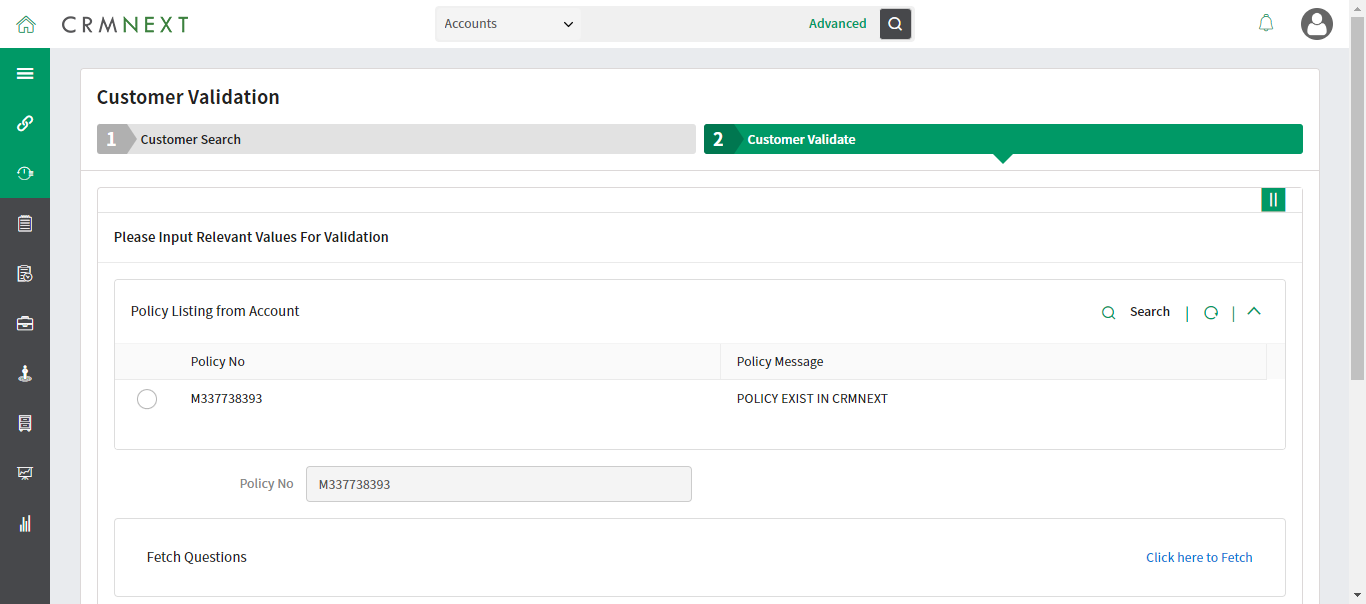 CRMNEXT
Accounts
Advanced
Customer Validation
1 Customer Search
2 Customer Validate
Please Input Relevant Values For Validation
Policy Listing from Account
Search
Policy No
Policy Message
M337738393
POLICY EXIST IN CRMNEXT
Policy No
M337738393
Fetch Questions
Click here to Fetch